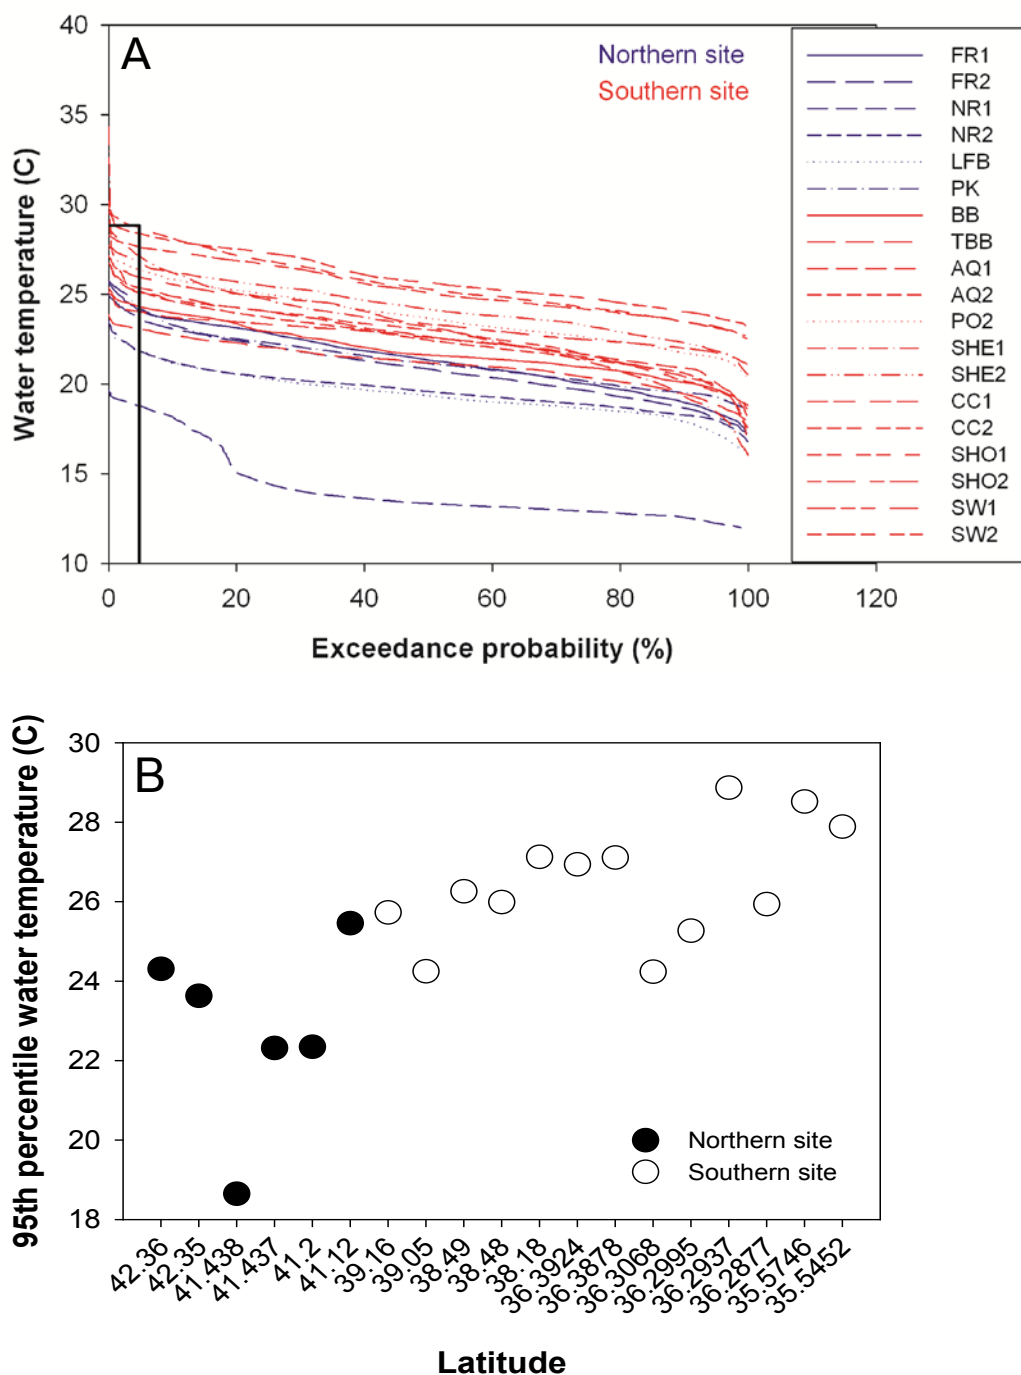 A
Northern site
Southern site
40
35
30
25
20
15
10
Water temperature (C)
0
20
40
60
80
100
120
Exceedance probability (%)
FR1
FR2
NR1
NR2
LFB
PK
BB
TBB
AQ1
AQ2
PO2
SHE1
SHE2
CC1
CC2
SHO1
SHO2
SW1
SW2
B
30
28
26
24
22
20
18
95th percentile water temperature (C)
Northern site
Southern site
42.36
42.35
41.438
41.437
41.2
41.12
39.16
39.05
38.49
38.48
38.18
36.3924
36.3878
36.3068
36.2995
36.2937
36.2877
35.5746
35.5452
Latitude